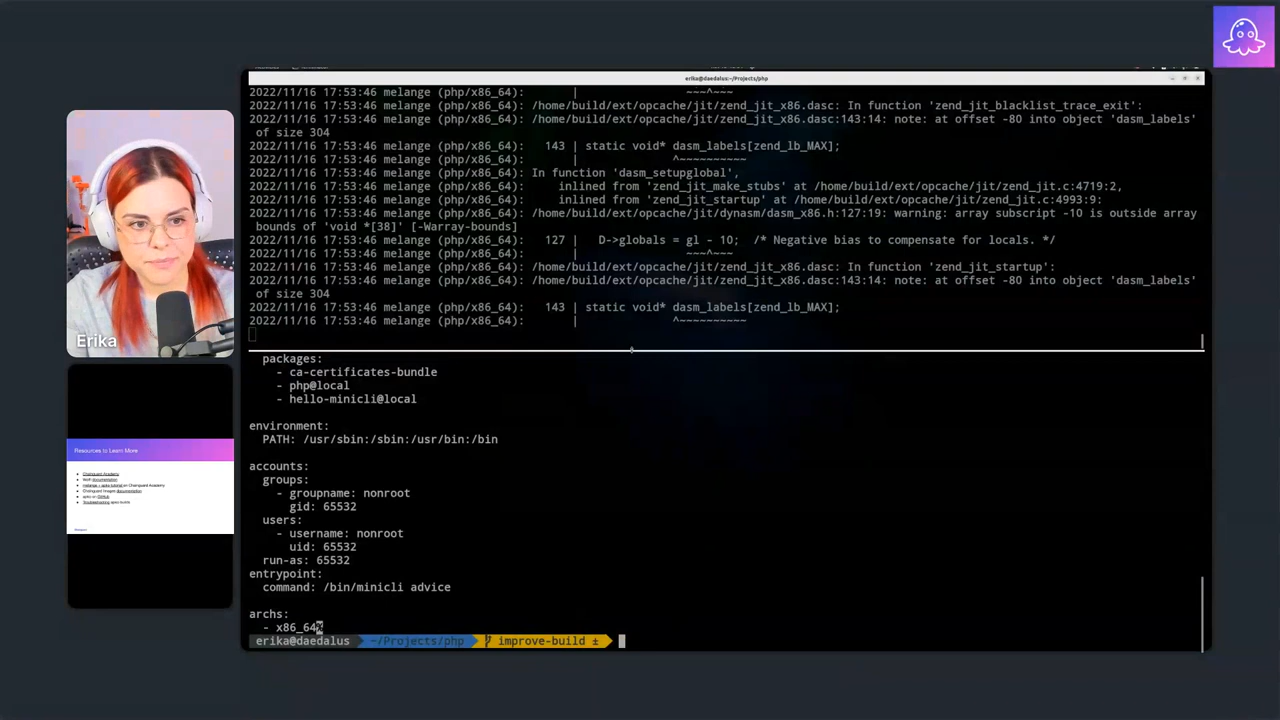 erika@daedalus:~/Projects/php
2022/11/16 17:53:46 melange (php/x86_64):       |                   ~~~^~~~
2022/11/16 17:53:46 melange (php/x86_64): /home/build/ext/opcache/jit/zend_jit_x86.dasc: In function 'zend_jit_blacklist_trace_exit':
2022/11/16 17:53:46 melange (php/x86_64): /home/build/ext/opcache/jit/zend_jit_x86.dasc:143:14: note: at offset -80 into object 'dasm_labels'
of size 304
2022/11/16 17:53:46 melange (php/x86_64):   143 | static void* dasm_labels[zend_lb_MAX];
2022/11/16 17:53:46 melange (php/x86_64):       |              ^~~~~~~~~~~
2022/11/16 17:53:46 melange (php/x86_64): In function 'dasm_setupglobal',
2022/11/16 17:53:46 melange (php/x86_64):     inlined from 'zend_jit_make_stubs' at /home/build/ext/opcache/jit/zend_jit.c:4719:2,
2022/11/16 17:53:46 melange (php/x86_64):     inlined from 'zend_jit_startup' at /home/build/ext/opcache/jit/zend_jit.c:4993:9:
2022/11/16 17:53:46 melange (php/x86_64): /home/build/ext/opcache/jit/dynasm/dasm_x86.h:127:19: warning: array subscript -10 is outside array
bounds of 'void *[38]' [-Warray-bounds]
2022/11/16 17:53:46 melange (php/x86_64):   127 |   D->globals = gl - 10;  /* Negative bias to compensate for locals. */
2022/11/16 17:53:46 melange (php/x86_64):       |                ~~~^~~~
2022/11/16 17:53:46 melange (php/x86_64): /home/build/ext/opcache/jit/zend_jit_x86.dasc: In function 'zend_jit_startup':
2022/11/16 17:53:46 melange (php/x86_64): /home/build/ext/opcache/jit/zend_jit_x86.dasc:143:14: note: at offset -80 into object 'dasm_labels'
of size 304
2022/11/16 17:53:46 melange (php/x86_64):   143 | static void* dasm_labels[zend_lb_MAX];
2022/11/16 17:53:46 melange (php/x86_64):       |              ^~~~~~~~~~~
packages:
- ca-certificates-bundle
- php@local
- hello-minicli@local
environment:
PATH: /usr/sbin:/sbin:/usr/bin:/bin
accounts:
groups:
- groupname: nonroot
gid: 65532
users:
- username: nonroot
uid: 65532
run-as: 65532
entrypoint:
command: /bin/minicli advice
archs:
- x86_64%
erika@daedalus ~/Projects/php improve-build ±
Erika
Resources to Learn More
Chainguard Academy